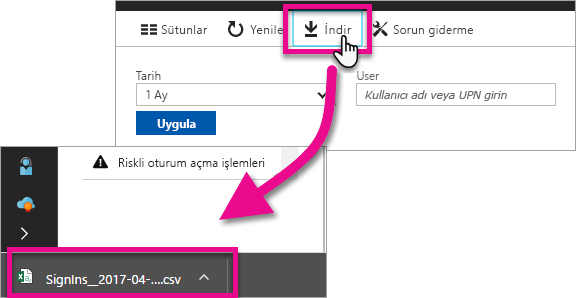 Sütunlar Yenile İndir Sorun giderme
Tarih User
1 Ay Kullanıcı adı veya UPN girin
Uygula
Riskli oturum açma işlemleri
SignIns__2017-04-....csv